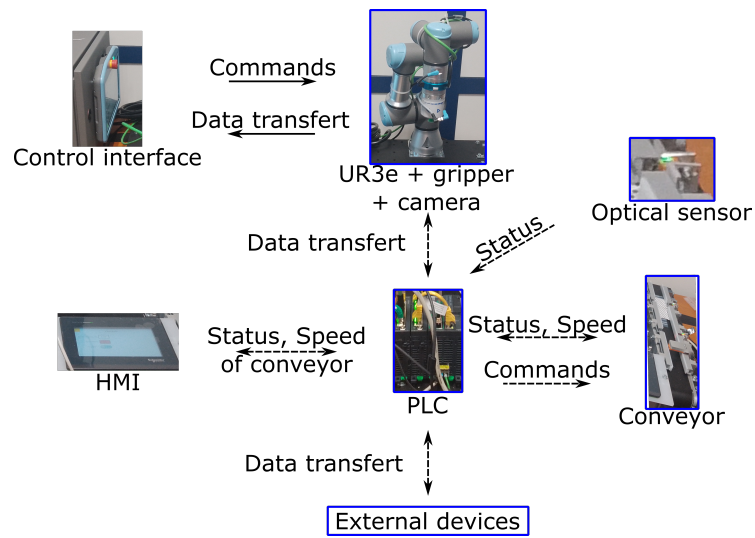 Commands
Data transfert
Control interface
UR3e + gripper
+ camera
Optical sensor
Data transfert
Status
Status, Speed
of conveyor
HMI
PLC
Status, Speed
Commands
Conveyor
Data transfert
External devices